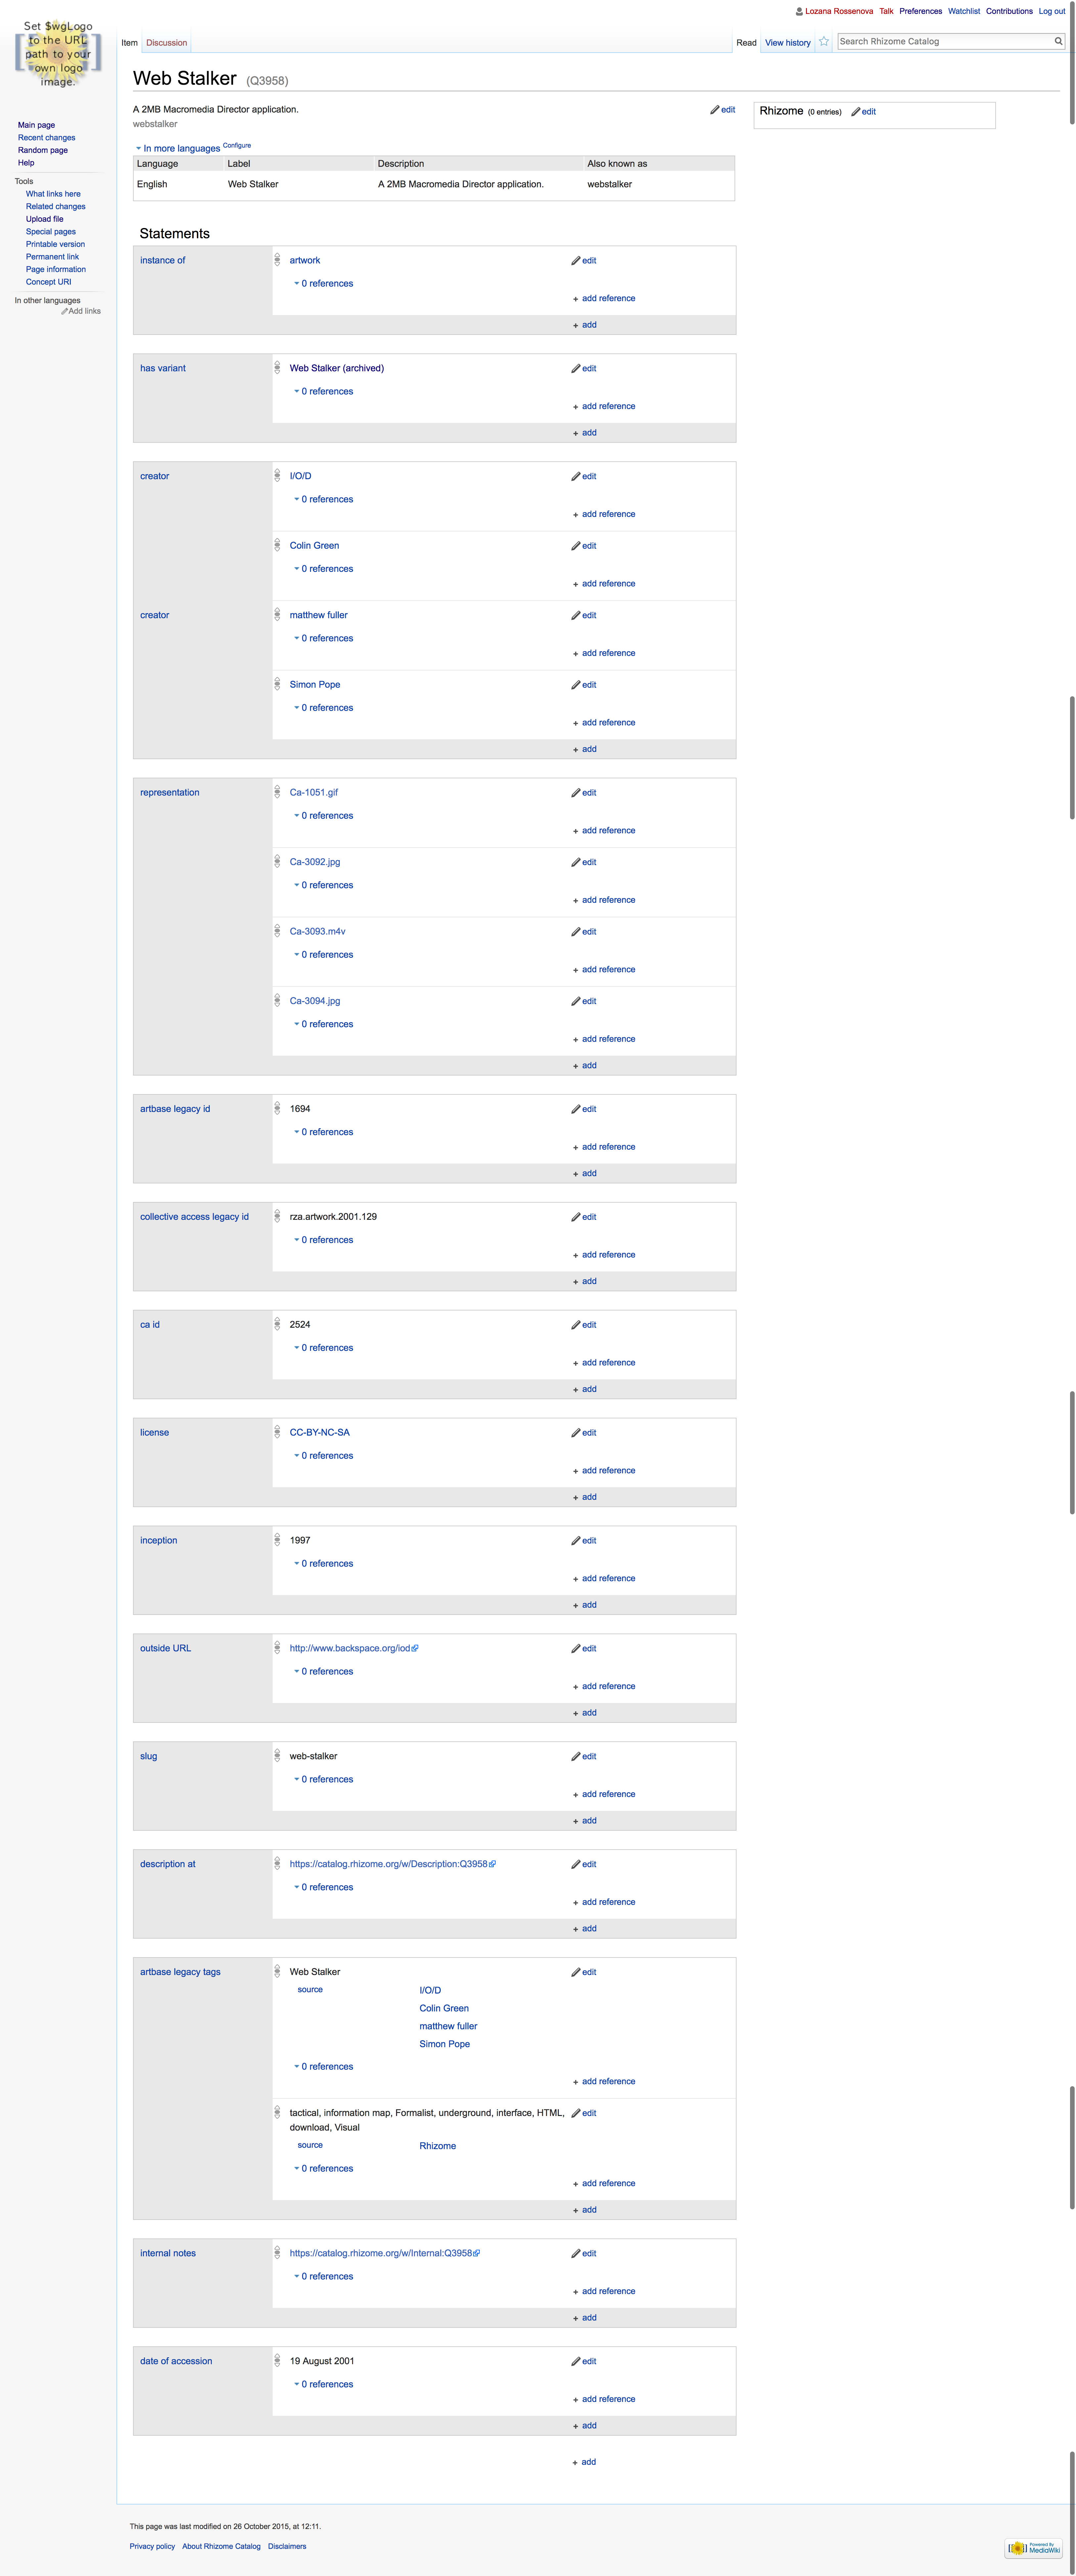 Lozana Rossenova Talk Preferences Watchlist Contributions Log out
Set $wgLogo
to the URL
path to your
own logo
image.
Item Discussion Read View history Search Rhizome Catalog
Web Stalker (Q3958)
A 2MB Macromedia Director application. edit
webstalker
Rhizome (0 entries) edit
Main page
Recent changes
Random page
Help
Tools
What links here
Related changes
Upload file
Special pages
Printable version
Permanent link
Page information
Concept URI
In other languages
Add links
In more languages Configure
Language Label Description Also known as
English Web Stalker A 2MB Macromedia Director application. webstalker
Statements
instance of artwork edit
0 references
+ add reference
+ add
has variant Web Stalker (archived) edit
0 references
+ add reference
+ add
creator I/O/D edit
0 references
+ add reference
Colin Green edit
0 references
+ add reference
creator matthew fuller edit
0 references
+ add reference
Simon Pope edit
0 references
+ add reference
+ add
representation Ca-1051.gif edit
0 references
+ add reference
Ca-3092.jpg edit
0 references
+ add reference
Ca-3093.m4v edit
0 references
+ add reference
Ca-3094.jpg edit
0 references
+ add reference
+ add
artbase legacy id 1694 edit
0 references
+ add reference
+ add
collective access legacy id rza.artwork.2001.129 edit
0 references
+ add reference
+ add
ca id 2524 edit
0 references
+ add reference
+ add
license CC-BY-NC-SA edit
0 references
+ add reference
+ add
inception 1997 edit
0 references
+ add reference
+ add
outside URL http://www.backspace.org/iod edit
0 references
+ add reference
+ add
slug web-stalker edit
0 references
+ add reference
+ add
description at https://catalog.rhizome.org/w/Description:Q3958 edit
0 references
+ add reference
+ add
artbase legacy tags Web Stalker edit
source I/O/D
Colin Green
matthew fuller
Simon Pope
0 references
+ add reference
tactical, information map, Formalist, underground, interface, HTML, edit
download, Visual
source Rhizome
0 references
+ add reference
+ add
internal notes https://catalog.rhizome.org/w/Internal:Q3958 edit
0 references
+ add reference
+ add
date of accession 19 August 2001 edit
0 references
+ add reference
+ add
+ add
This page was last modified on 26 October 2015, at 12:11.
Privacy policy About Rhizome Catalog Disclaimers
Powered By
MediaWiki